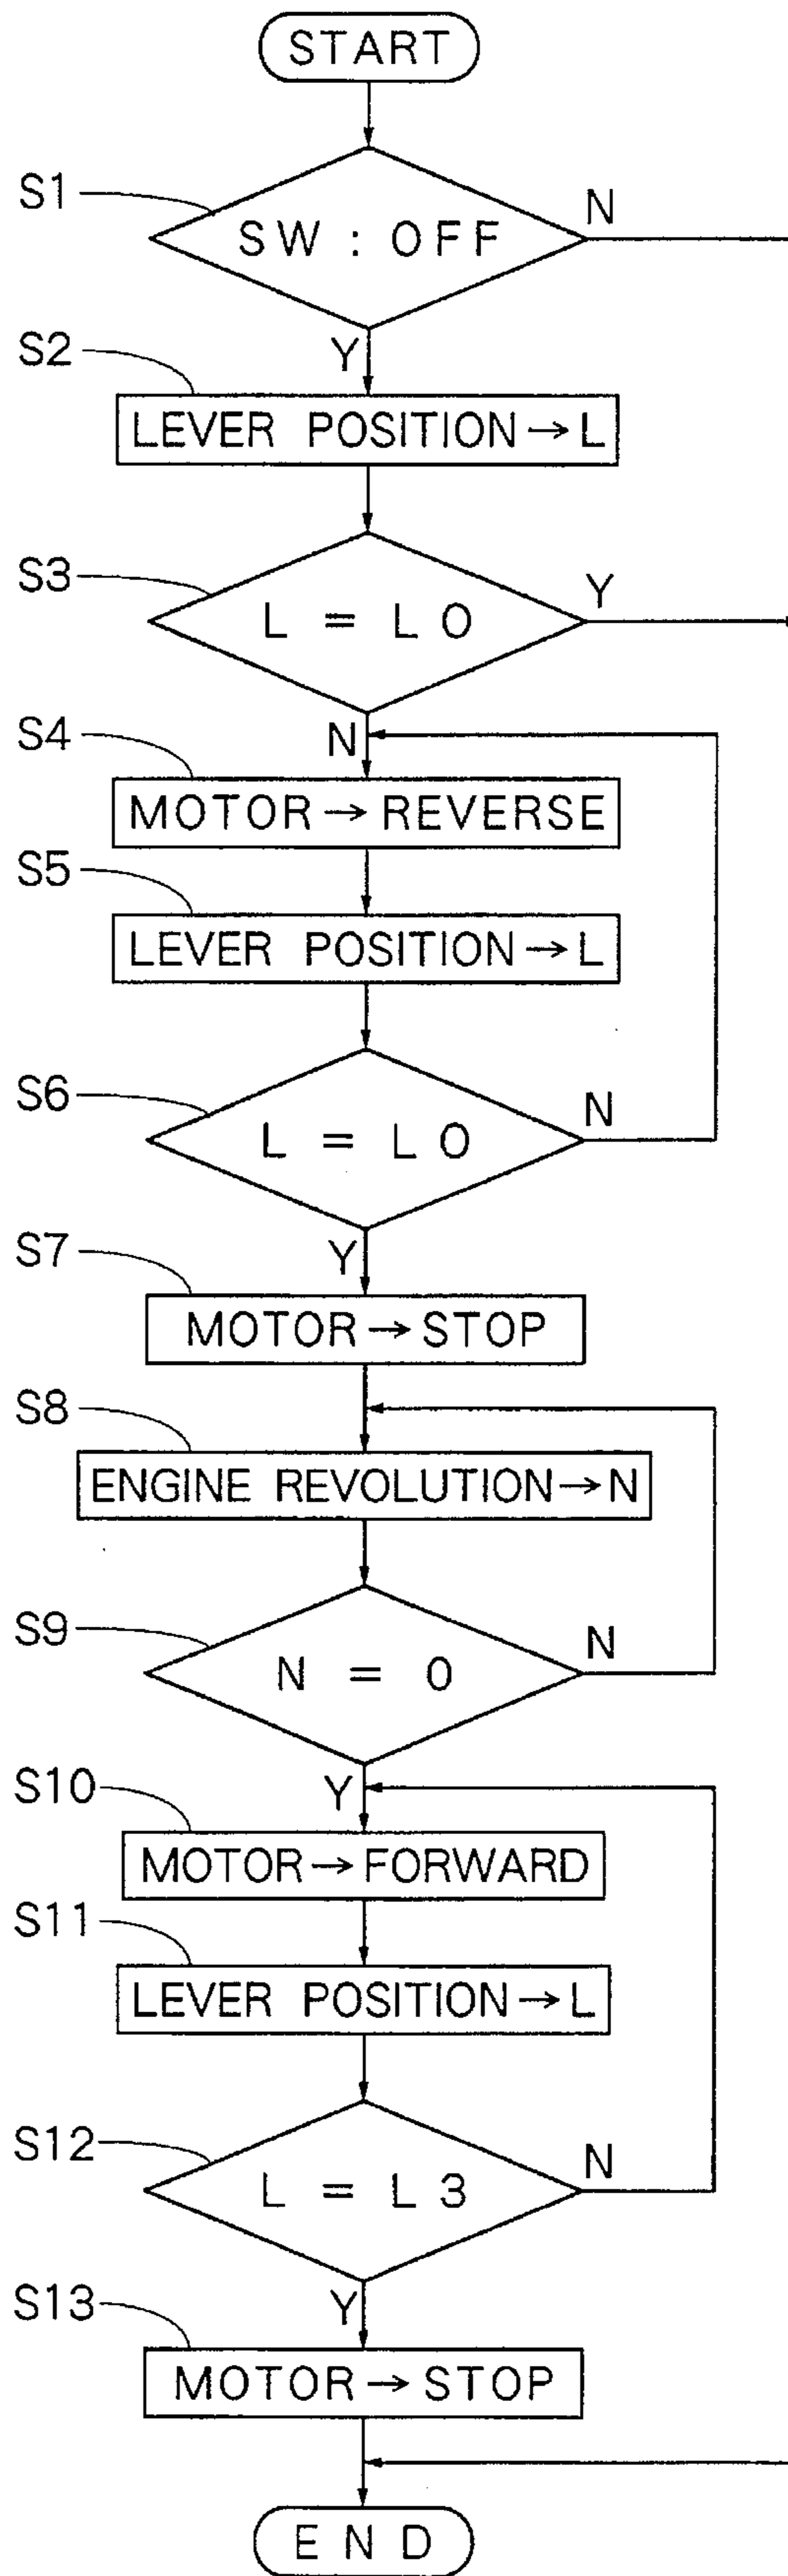 START
S1
SW : OFF
N
Y
S2
LEVER POSITION→L
S3
L = L0
Y
N
S4
MOTOR→REVERSE
S5
LEVER POSITION→L
S6
L = L0
N
Y
S7
MOTOR→STOP
S8
ENGINE REVOLUTION→N
S9
N = 0
N
Y
S10
MOTOR→FORWARD
S11
LEVER POSITION→L
S12
L = L3
N
Y
S13
MOTOR→STOP
END